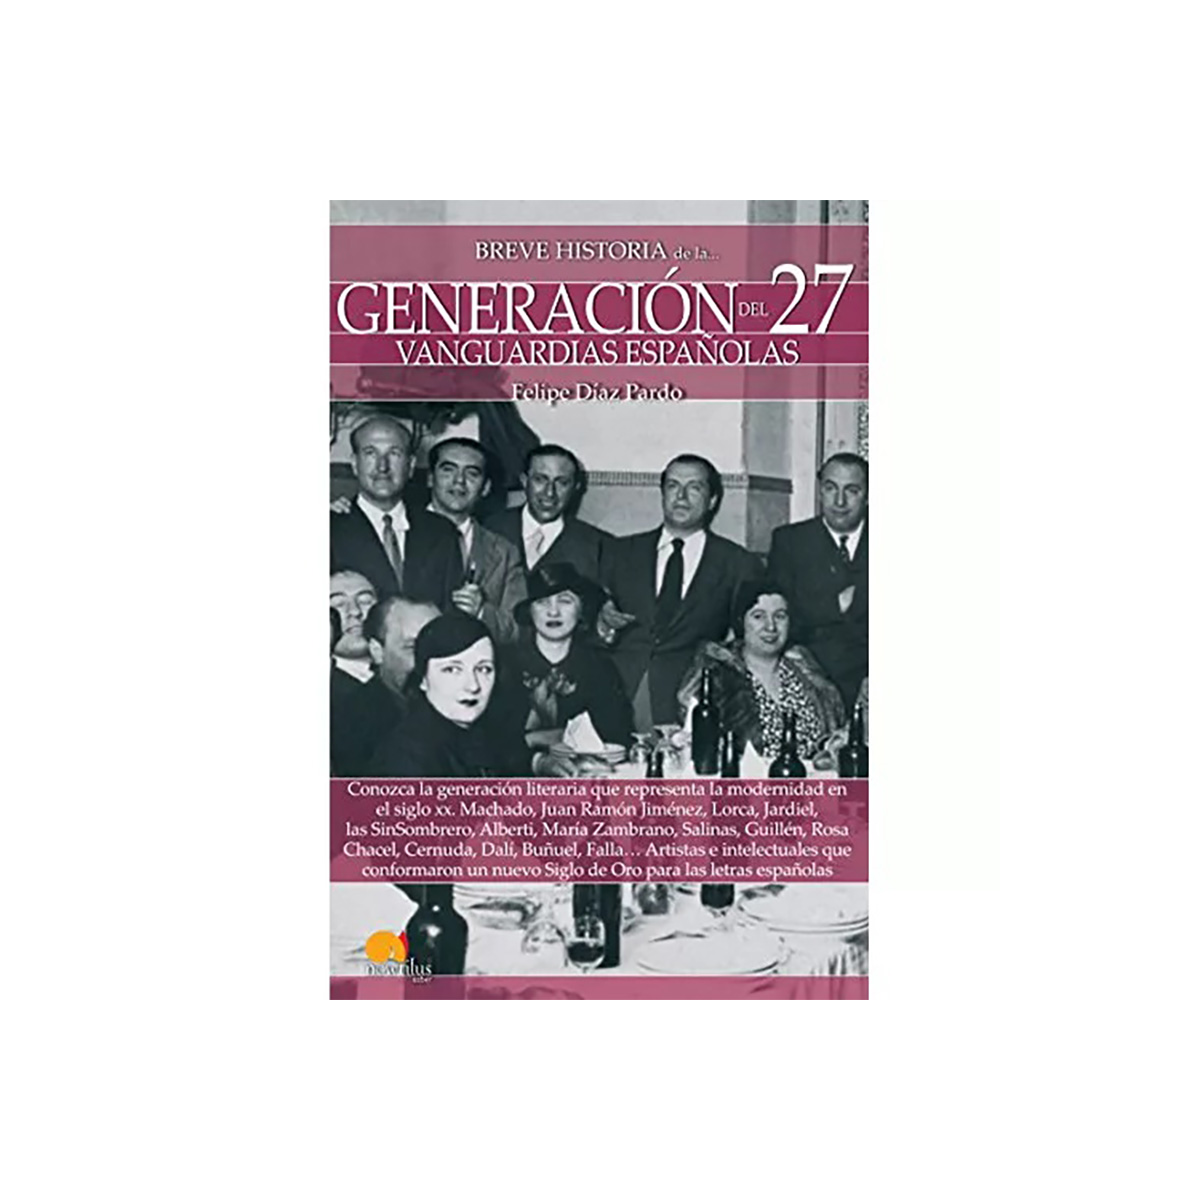 BREVE HISTORIA de la...
GENERACIÓN DEL 27
VANGUARDIAS ESPAÑOLAS
Felipe Díaz Pardo
Conozca la generación literaria que representa la modernidad en
el siglo XX. Machado, Juan Ramón Jiménez, Lorca, Jardiel,
las SinSombrero, Alberti, María Zambrano, Salinas, Guillén, Rosa
Chacel, Cernuda, Dalí, Buñuel, Falla... Artistas e intelectuales que
conformaron un nuevo Siglo de Oro para las letras españolas
nowtilus
saber